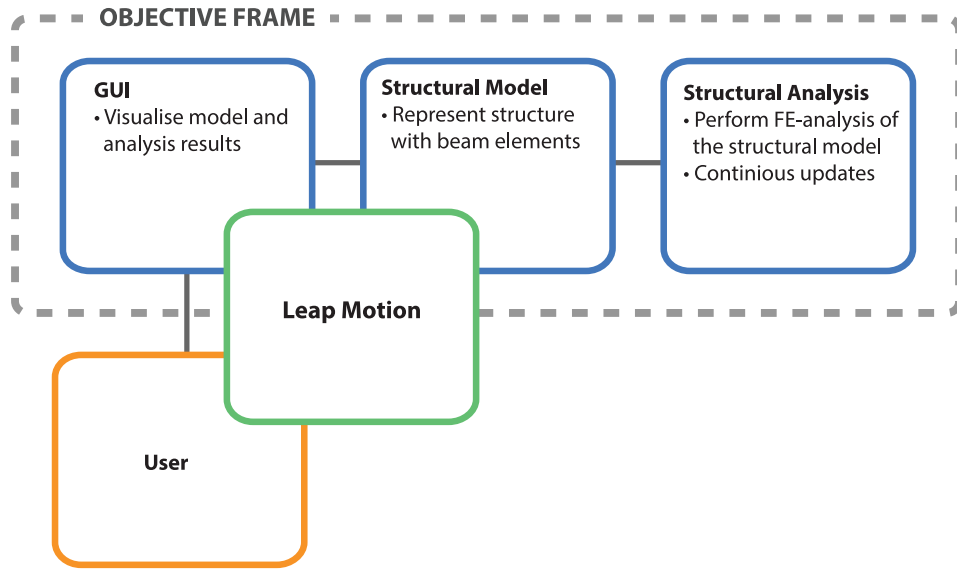 OBJECTIVE FRAME
GUI
• Visualise model and
analysis results
Structural Model
• Represent structure
with beam elements
Structural Analysis
• Perform FE-analysis of
the structural model
• Continious updates
Leap Motion
User